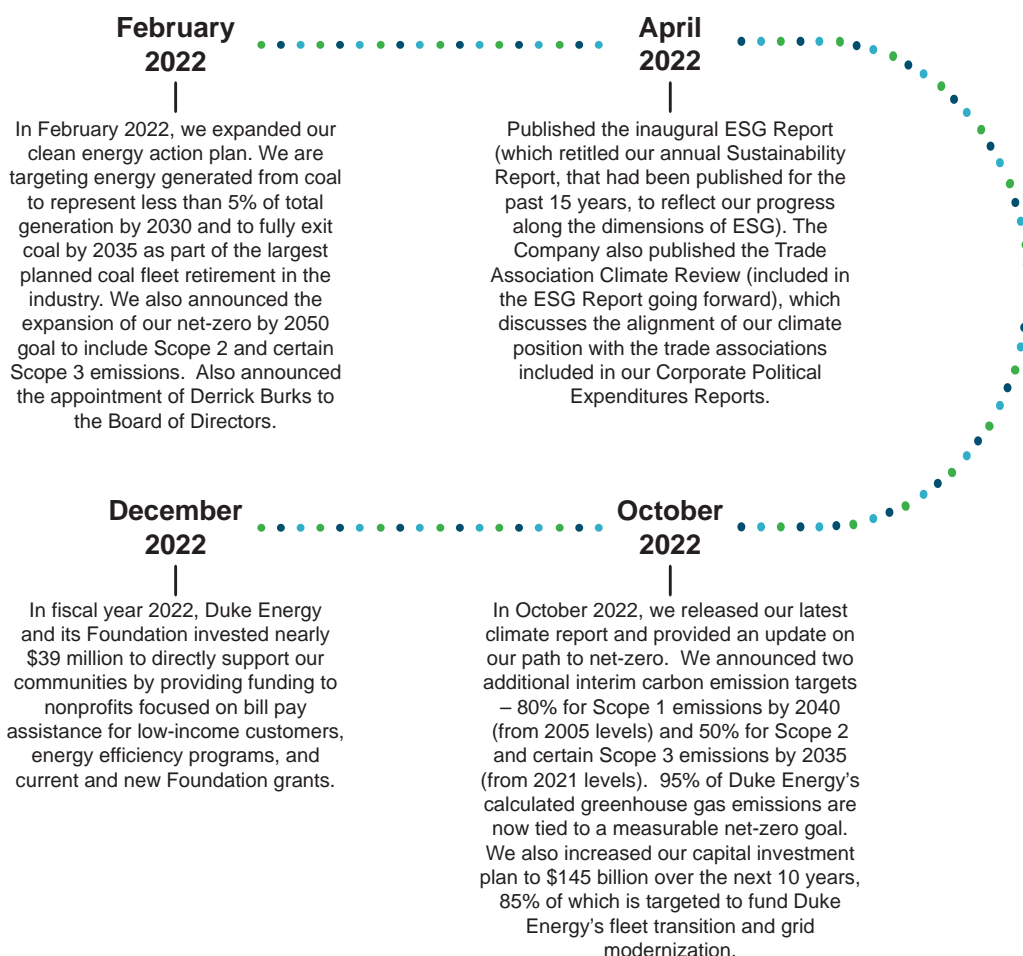 February
2022
In February 2022, we expanded our
clean energy action plan. We are
targeting energy generated from coal
to represent less than 5% of total
generation by 2030 and to fully exit
coal by 2035 as part of the largest
planned coal fleet retirement in the
industry. We also announced the
expansion of our net-zero by 2050
goal to include Scope 2 and certain
Scope 3 emissions. Also announced
the appointment of Derrick Burks to
the Board of Directors.
April
2022
Published the inaugural ESG Report
(which retitled our annual Sustainability
Report, that had been published for the
past 15 years, to reflect our progress
along the dimensions of ESG). The
Company also published the Trade
Association Climate Review (included in
the ESG Report going forward), which
discusses the alignment of our climate
position with the trade associations
included in our Corporate Political
Expenditures Reports.
October
2022
In October 2022, we released our latest
climate report and provided an update on
our path to net-zero. We announced two
additional interim carbon emission targets
– 80% for Scope 1 emissions by 2040
(from 2005 levels) and 50% for Scope 2
and certain Scope 3 emissions by 2035
(from 2021 levels). 95% of Duke Energy’s
calculated greenhouse gas emissions are
now tied to a measurable net-zero goal.
We also increased our capital investment
plan to $145 billion over the next 10 years,
85% of which is targeted to fund Duke
Energy’s fleet transition and grid
modernization.
December
2022
In fiscal year 2022, Duke Energy
and its Foundation invested nearly
$39 million to directly support our
communities by providing funding to
nonprofits focused on bill pay
assistance for low-income customers,
energy efficiency programs, and
current and new Foundation grants.